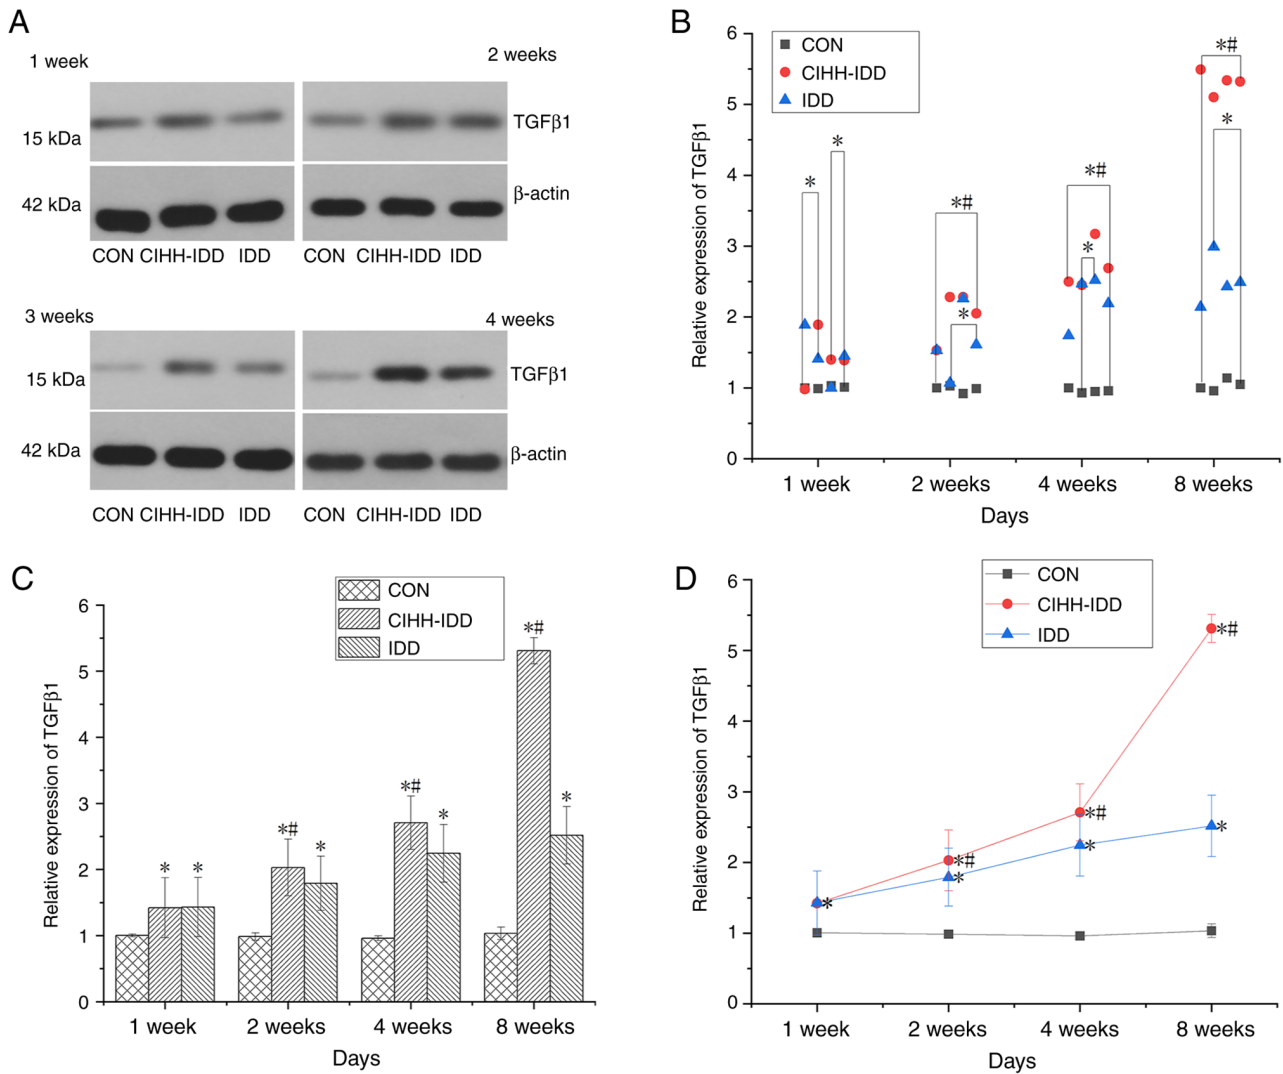 A
1 week
2 weeks
TGFβ1
15 kDa
β-actin
42 kDa
CON CIHH-IDD IDD
CON CIHH-IDD IDD
3 weeks
4 weeks
TGFβ1
15 kDa
42 kDa
β-actin
CON CIHH-IDD IDD
CON CIHH-IDD IDD
B
CON
CIHH-IDD
IDD
Relative expression of TGFβ1
6
5
4
3
2
1
0
*
*
*#
*
*#
*
*#
*
1 week
2 weeks
4 weeks
8 weeks
Days
C
CON
CIHH-IDD
IDD
Relative expression of TGFβ1
6
5
4
3
2
1
0
*
*
*#
*
*#
*
*#
*
1 week
2 weeks
4 weeks
8 weeks
Days
D
CON
CIHH-IDD
IDD
Relative expression of TGFβ1
6
5
4
3
2
1
0
*
*#
*
*#
*
*#
*
1 week
2 weeks
4 weeks
8 weeks
Days